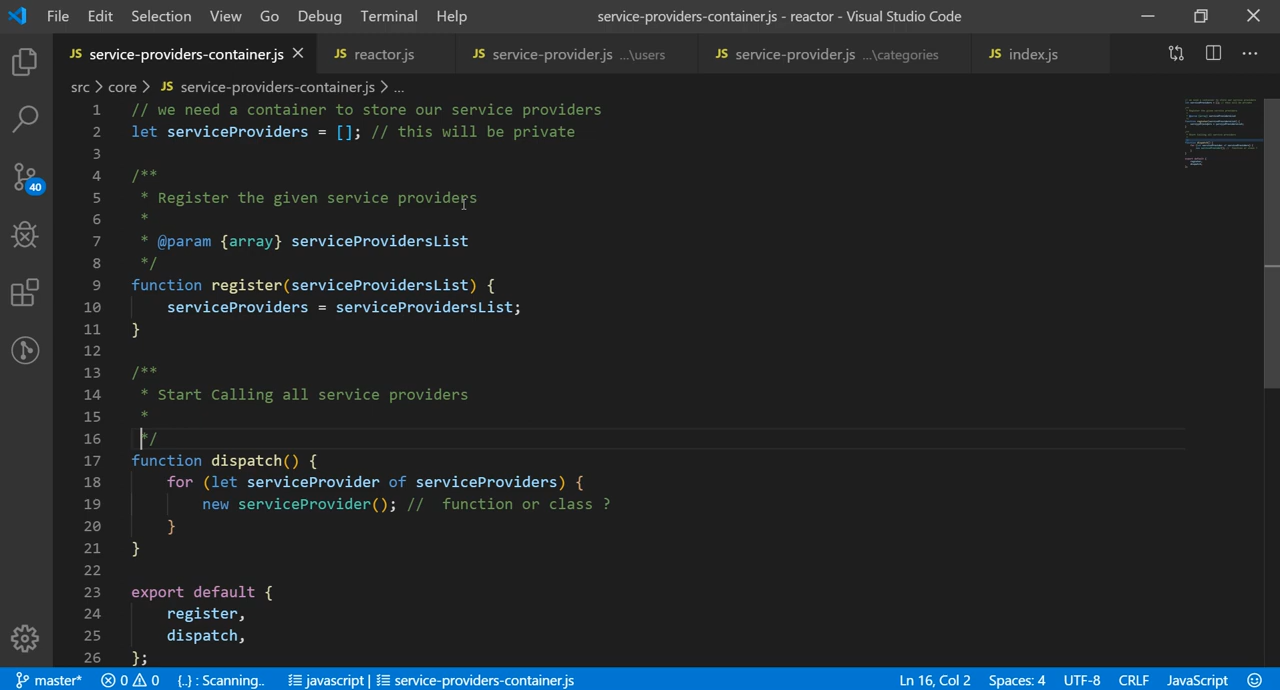 File Edit Selection View Go Debug Terminal Help service-providers-container.js - reactor - Visual Studio Code
JS service-providers-container.js JS reactor.js JS service-provider.js ...\users JS service-provider.js ...\categories JS index.js
src > core > JS service-providers-container.js > ...
1 // we need a container to store our service providers
2 let serviceProviders = []; // this will be private
3
4 /**
5  * Register the given service providers
6  *
7  * @param {array} serviceProvidersList
8  */
9 function register(serviceProvidersList) {
10     serviceProviders = serviceProvidersList;
11 }
12
13 /**
14  * Start Calling all service providers
15  *
16  */
17 function dispatch() {
18     for (let serviceProvider of serviceProviders) {
19         new serviceProvider(); //  function or class ?
20     }
21 }
22
23 export default {
24     register,
25     dispatch,
26 };
40
master* 0 0 {..} : Scanning.. javascript | service-providers-container.js Ln 16, Col 2 Spaces: 4 UTF-8 CRLF JavaScript